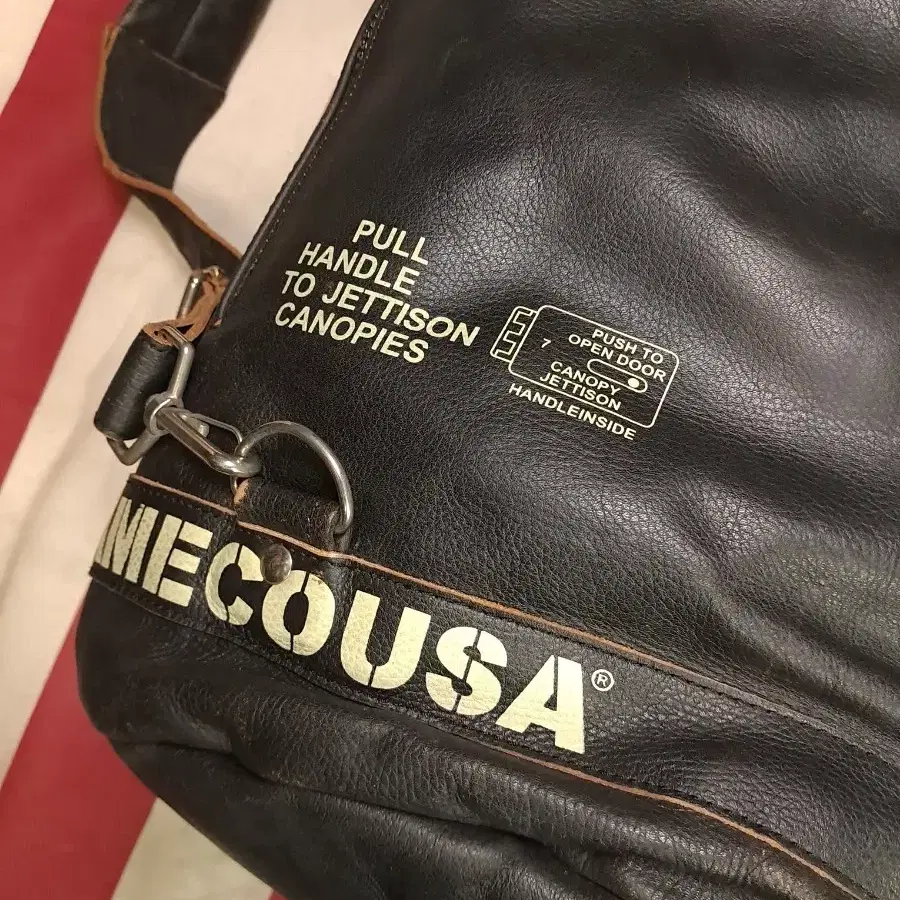 PULL
HANDLE
TO JETTISON
CANOPIES
PUSH TO
OPEN DOOR
7
CANOPY
JETTISON
HANDLEINSIDE
MECOUSA®